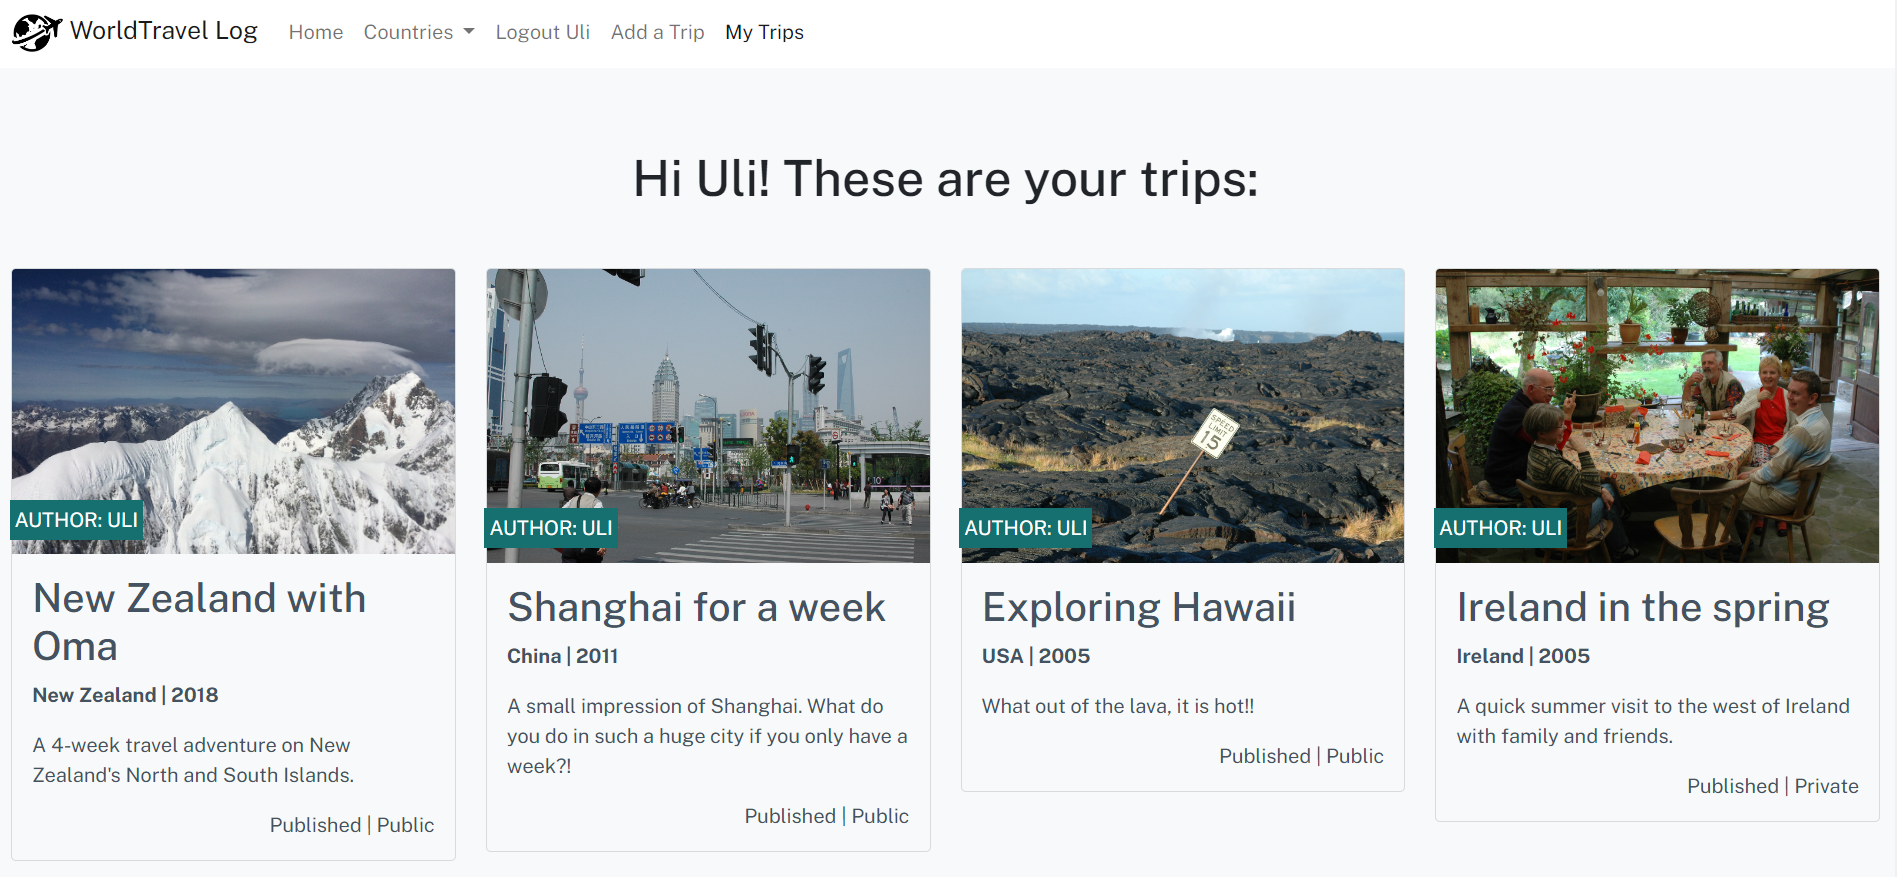 WorldTravel Log
Home Countries Logout Uli Add a Trip My Trips
Hi Uli! These are your trips:
AUTHOR: ULI
New Zealand with
Oma
New Zealand | 2018
A 4-week travel adventure on New
Zealand's North and South Islands.
Published | Public
AUTHOR: ULI
Shanghai for a week
China | 2011
A small impression of Shanghai. What do
you do in such a huge city if you only have a
week?!
Published | Public
SPEED
LIMIT
15
AUTHOR: ULI
Exploring Hawaii
USA | 2005
What out of the lava, it is hot!!
Published | Public
AUTHOR: ULI
Ireland in the spring
Ireland | 2005
A quick summer visit to the west of Ireland
with family and friends.
Published | Private